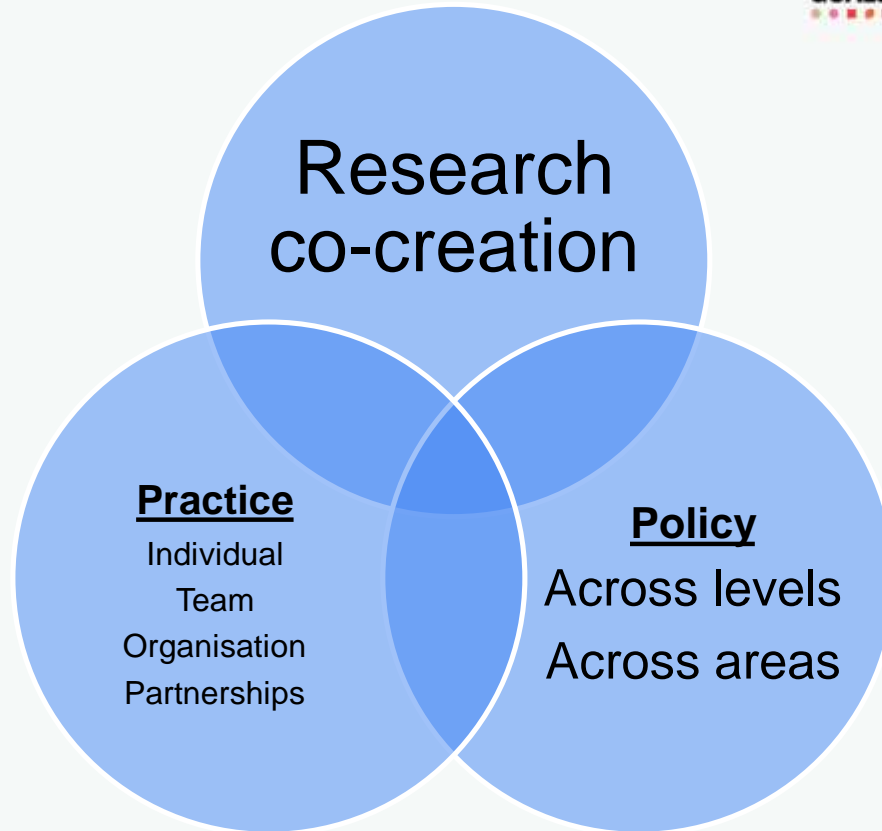 Research
co-creation
Practice
Individual
Team
Organisation
Partnerships
Policy
Across levels
Across areas